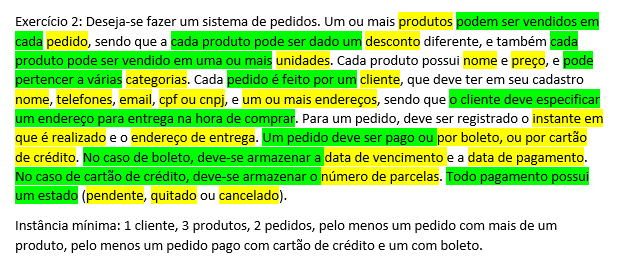 Exercício 2: Deseja-se fazer um sistema de pedidos. Um ou mais produtos podem ser vendidos em
cada pedido, sendo que a cada produto pode ser dado um desconto diferente, e também cada
produto pode ser vendido em uma ou mais unidades. Cada produto possui nome e preço, e pode
pertencer a várias categorias. Cada pedido é feito por um cliente, que deve ter em seu cadastro
nome, telefones, email, cpf ou cnpj, e um ou mais endereços, sendo que o cliente deve especificar
um endereço para entrega na hora de comprar. Para um pedido, deve ser registrado o instante em
que é realizado e o endereço de entrega. Um pedido deve ser pago ou por boleto, ou por cartão
de crédito. No caso de boleto, deve-se armazenar a data de vencimento e a data de pagamento.
No caso de cartão de crédito, deve-se armazenar o número de parcelas. Todo pagamento possui
um estado (pendente, quitado ou cancelado).
Instância mínima: 1 cliente, 3 produtos, 2 pedidos, pelo menos um pedido com mais de um
produto, pelo menos um pedido pago com cartão de crédito e um com boleto.